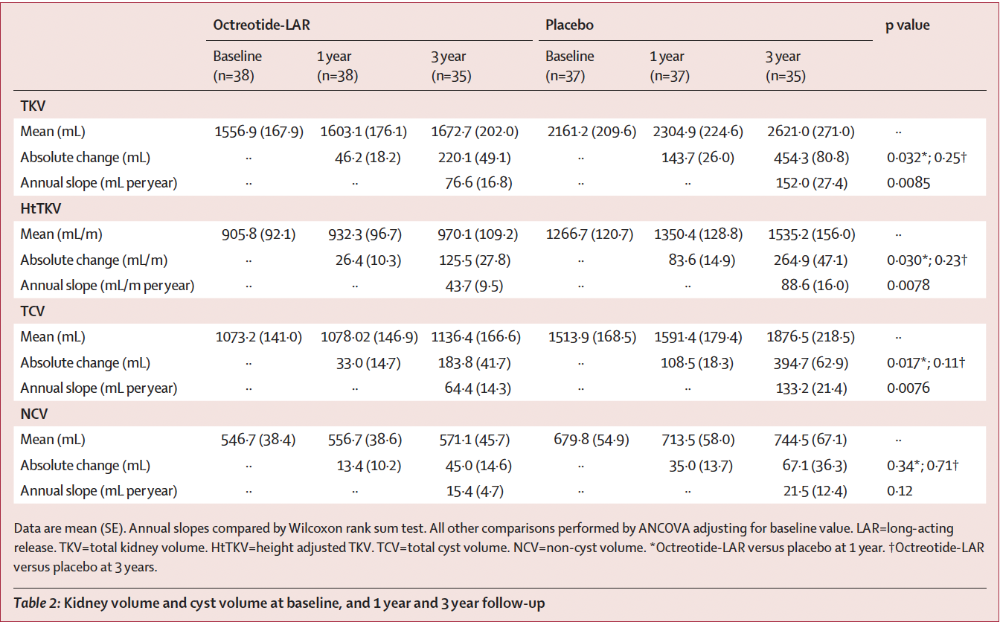 Octreotide-LAR Placebo p value
Baseline (n=38) 1 year (n=38) 3 year (n=35) Baseline (n=37) 1 year (n=37) 3 year (n=35)
TKV
Mean (mL) 1556·9 (167·9) 1603·1 (176·1) 1672·7 (202·0) 2161·2 (209·6) 2304·9 (224·6) 2621·0 (271·0) ··
Absolute change (mL) ·· 46·2 (18·2) 220·1 (49·1) ·· 143·7 (26·0) 454·3 (80·8) 0·032*; 0·25†
Annual slope (mL per year) ·· ·· 76·6 (16·8) ·· ·· 152·0 (27·4) 0·0085
HtTKV
Mean (mL/m) 905·8 (92·1) 932·3 (96·7) 970·1 (109·2) 1266·7 (120·7) 1350·4 (128·8) 1535·2 (156·0) ··
Absolute change (mL/m) ·· 26·4 (10·3) 125·5 (27·8) ·· 83·6 (14·9) 264·9 (47·1) 0·030*; 0·23†
Annual slope (mL/m per year) ·· ·· 43·7 (9·5) ·· ·· 88·6 (16·0) 0·0078
TCV
Mean (mL) 1073·2 (141·0) 1078·02 (146·9) 1136·4 (166·6) 1513·9 (168·5) 1591·4 (179·4) 1876·5 (218·5) ··
Absolute change (mL) ·· 33·0 (14·7) 183·8 (41·7) ·· 108·5 (18·3) 394·7 (62·9) 0·017*; 0·11†
Annual slope (mL per year) ·· ·· 64·4 (14·3) ·· ·· 133·2 (21·4) 0·0076
NCV
Mean (mL) 546·7 (38·4) 556·7 (38·6) 571·1 (45·7) 679·8 (54·9) 713·5 (58·0) 744·5 (67·1) ··
Absolute change (mL) ·· 13·4 (10·2) 45·0 (14·6) ·· 35·0 (13·7) 67·1 (36·3) 0·34*; 0·71†
Annual slope (mL per year) ·· ·· 15·4 (4·7) ·· ·· 21·5 (12·4) 0·12
Data are mean (SE). Annual slopes compared by Wilcoxon rank sum test. All other comparisons performed by ANCOVA adjusting for baseline value. LAR=long-acting
release. TKV=total kidney volume. HtTKV=height adjusted TKV. TCV=total cyst volume. NCV=non-cyst volume. *Octreotide-LAR versus placebo at 1 year. †Octreotide-LAR
versus placebo at 3 years.
Table 2: Kidney volume and cyst volume at baseline, and 1 year and 3 year follow-up